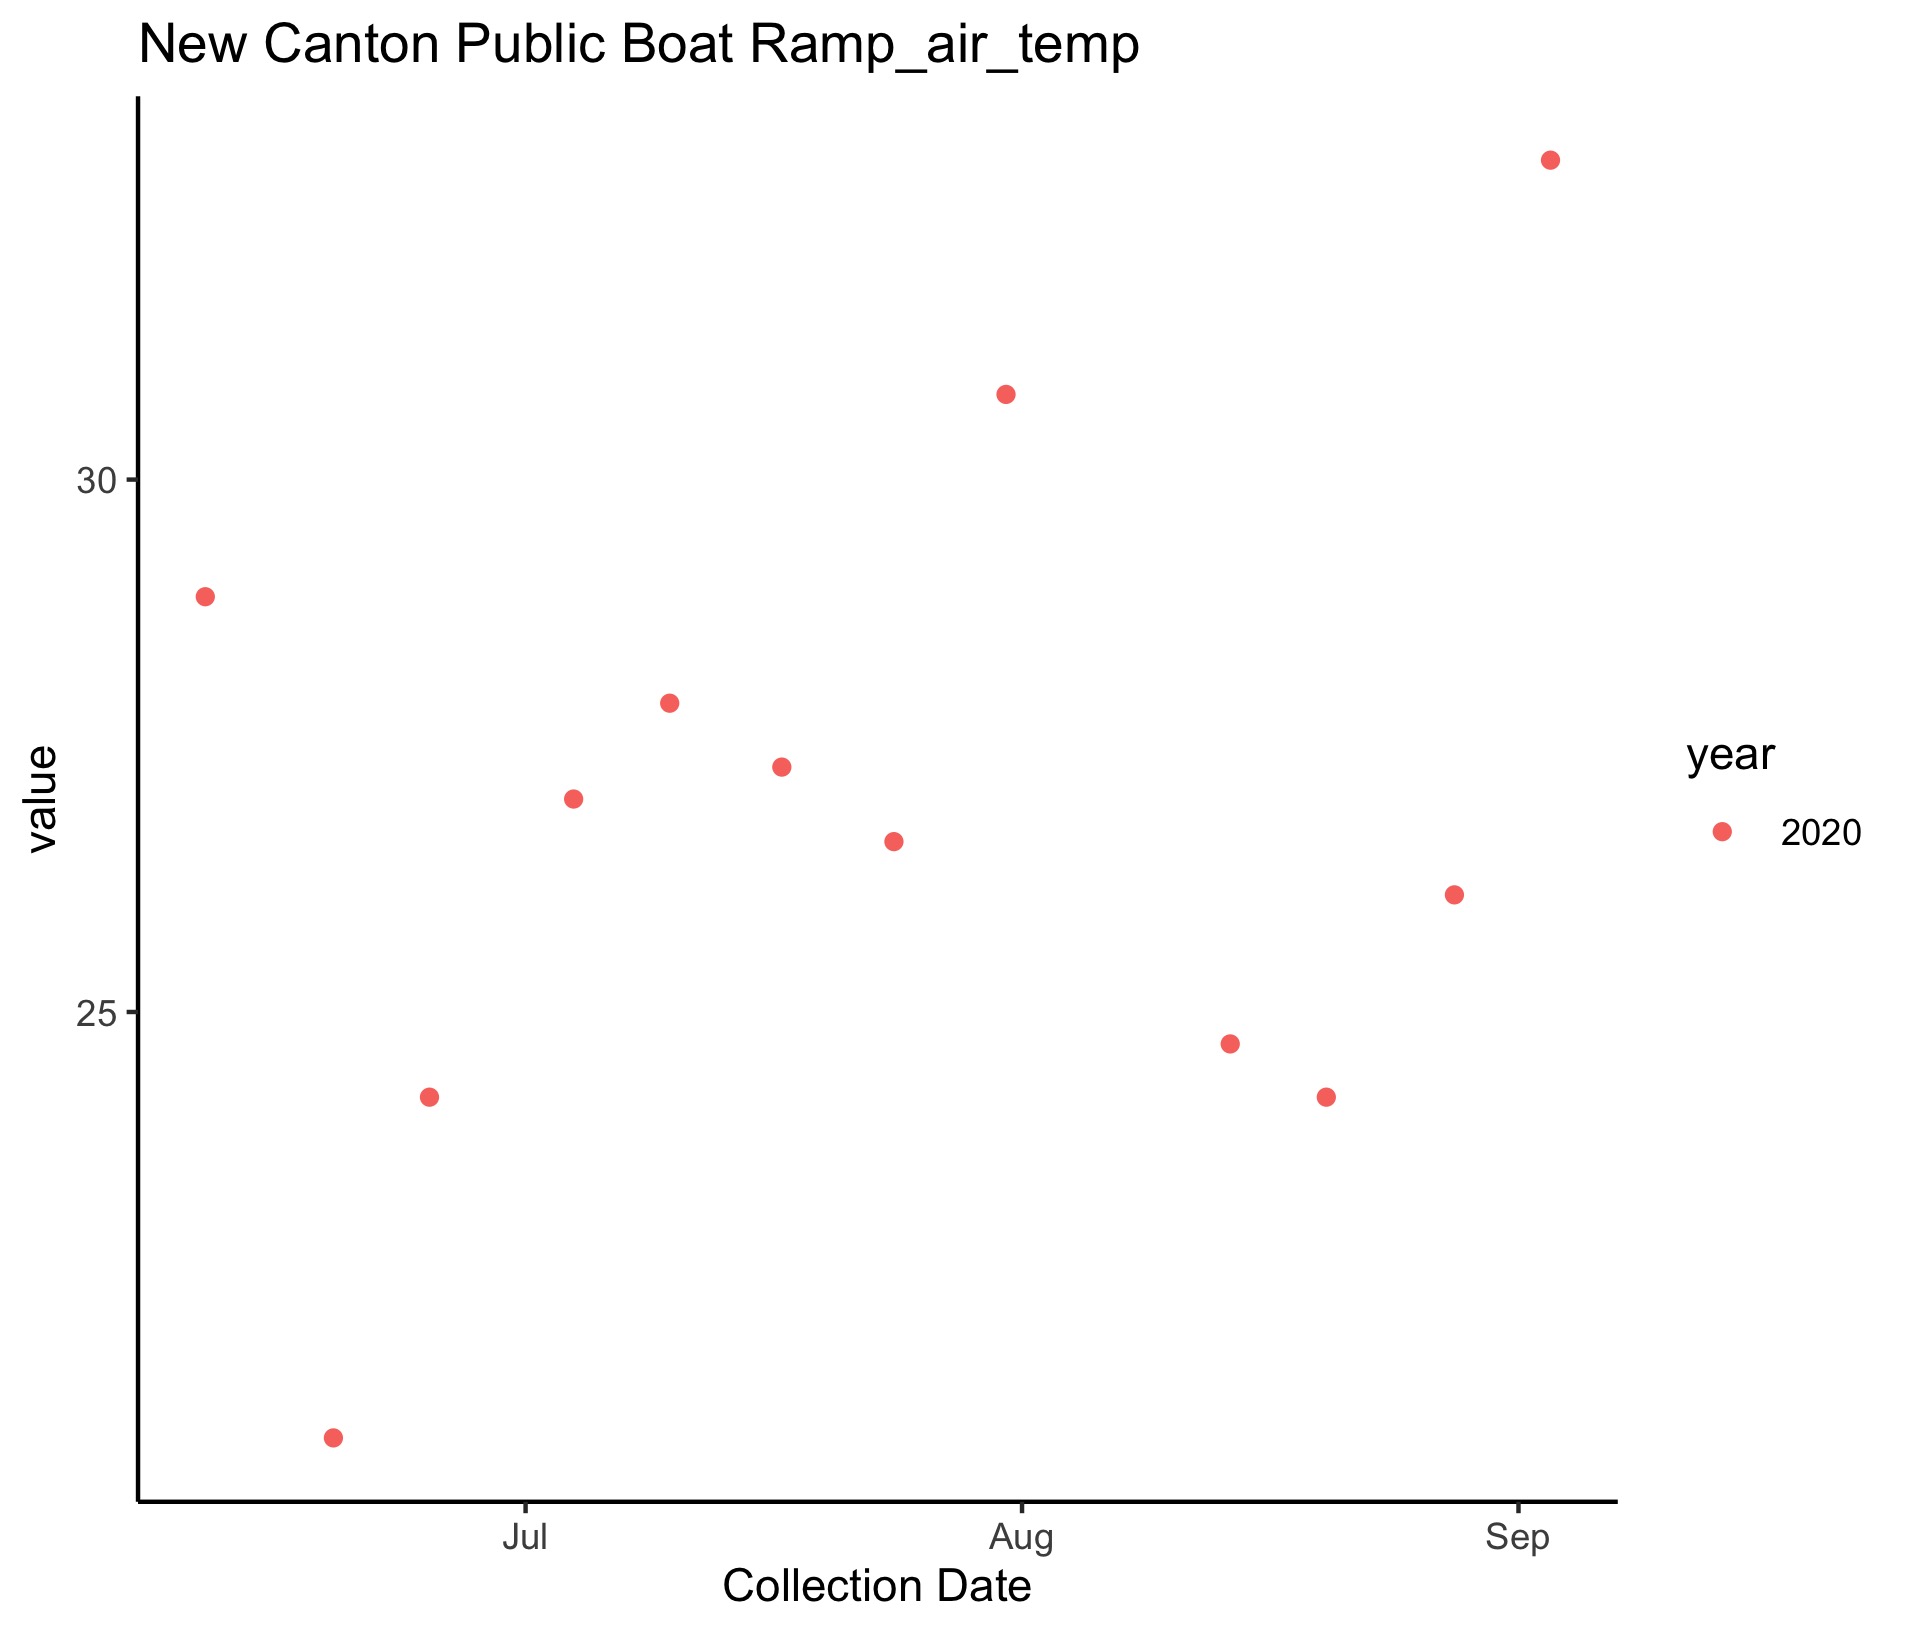 New Canton Public Boat Ramp_air_temp
30
25
value
Jul
Aug
Sep
Collection Date
year
2020